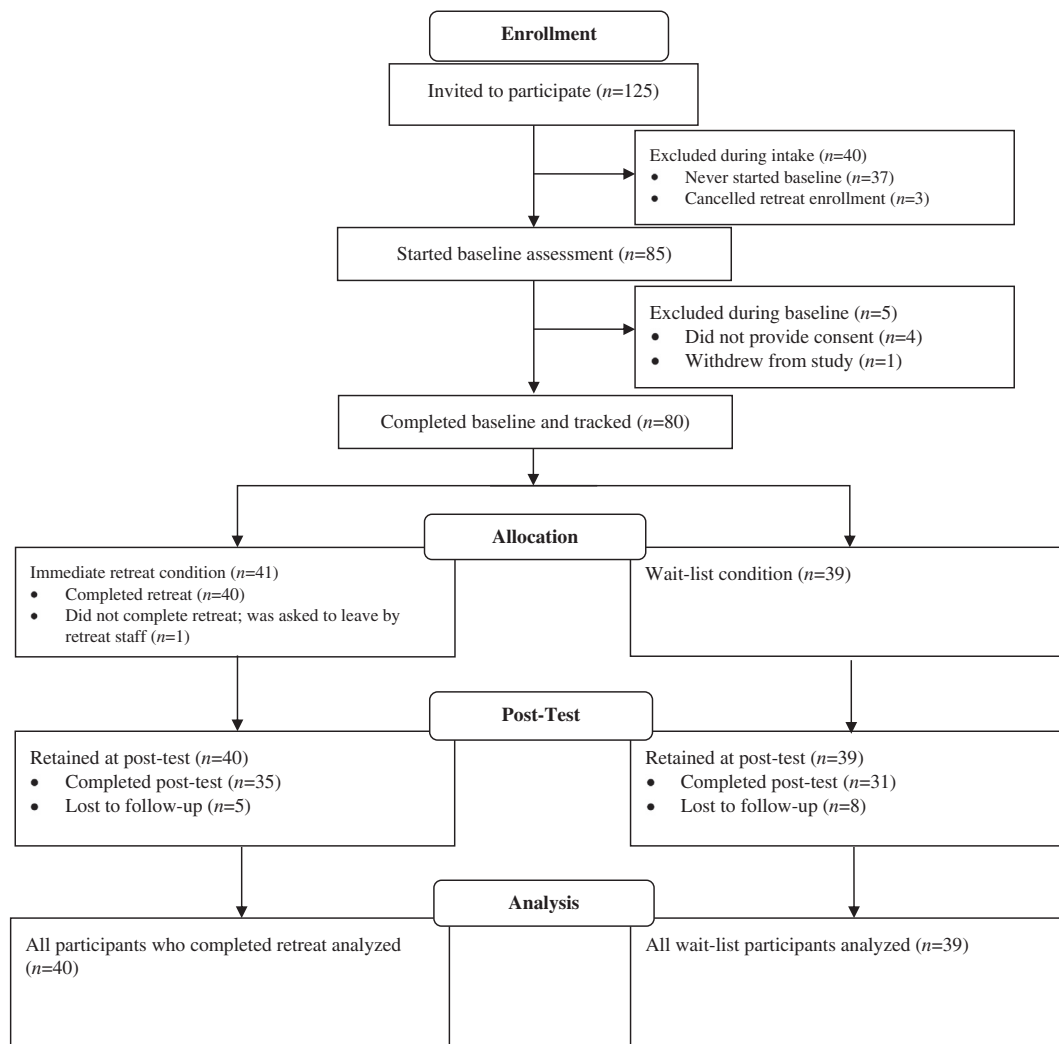 Enrollment
Invited to participate (n=125)
Excluded during intake (n=40)
• Never started baseline (n=37)
• Cancelled retreat enrollment (n=3)
Started baseline assessment (n=85)
Excluded during baseline (n=5)
• Did not provide consent (n=4)
• Withdrew from study (n=1)
Completed baseline and tracked (n=80)
Allocation
Immediate retreat condition (n=41)
• Completed retreat (n=40)
• Did not complete retreat; was asked to leave by
retreat staff (n=1)
Wait-list condition (n=39)
Post-Test
Retained at post-test (n=40)
• Completed post-test (n=35)
• Lost to follow-up (n=5)
Retained at post-test (n=39)
• Completed post-test (n=31)
• Lost to follow-up (n=8)
Analysis
All participants who completed retreat analyzed
(n=40)
All wait-list participants analyzed (n=39)